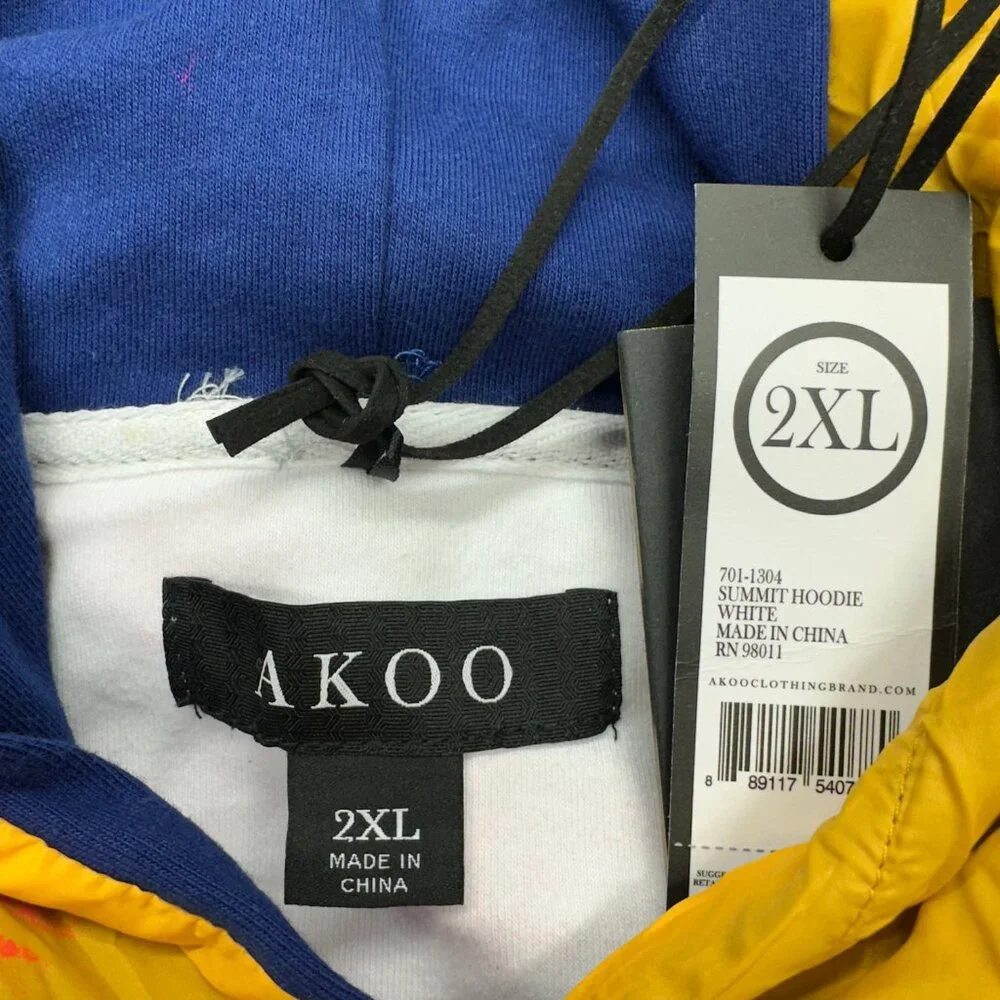 AKOO
2XL
MADE IN
CHINA
SIZE
2XL
701-1304
SUMMIT HOODIE
WHITE
MADE IN CHINA
RN 98011
AKOOCLOTHINGBRAND.COM
8 89117 5407